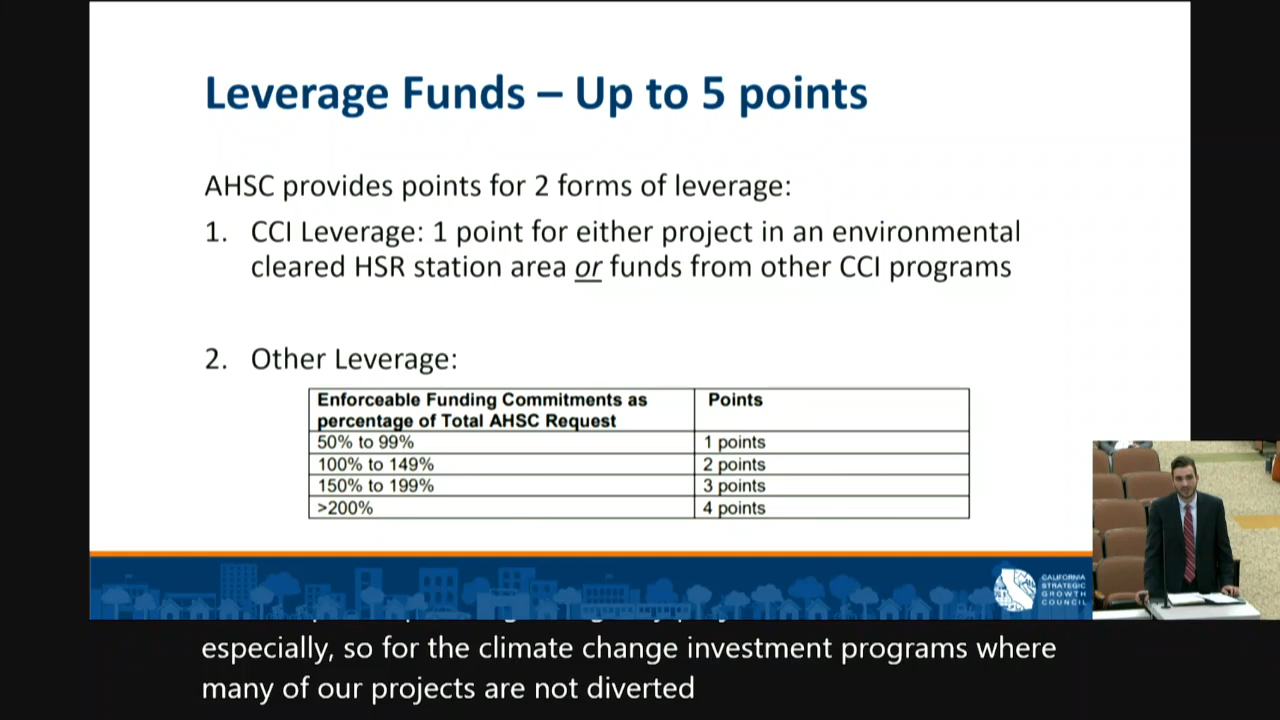 Leverage Funds – Up to 5 points
AHSC provides points for 2 forms of leverage:
1. CCI Leverage: 1 point for either project in an environmental
cleared HSR station area or funds from other CCI programs
2. Other Leverage:
Enforceable Funding Commitments as
percentage of Total AHSC Request
Points
50% to 99% 1 points
100% to 149% 2 points
150% to 199% 3 points
>200% 4 points
CALIFORNIA
STRATEGIC
GROWTH
COUNCIL
especially, so for the climate change investment programs where
many of our projects are not diverted